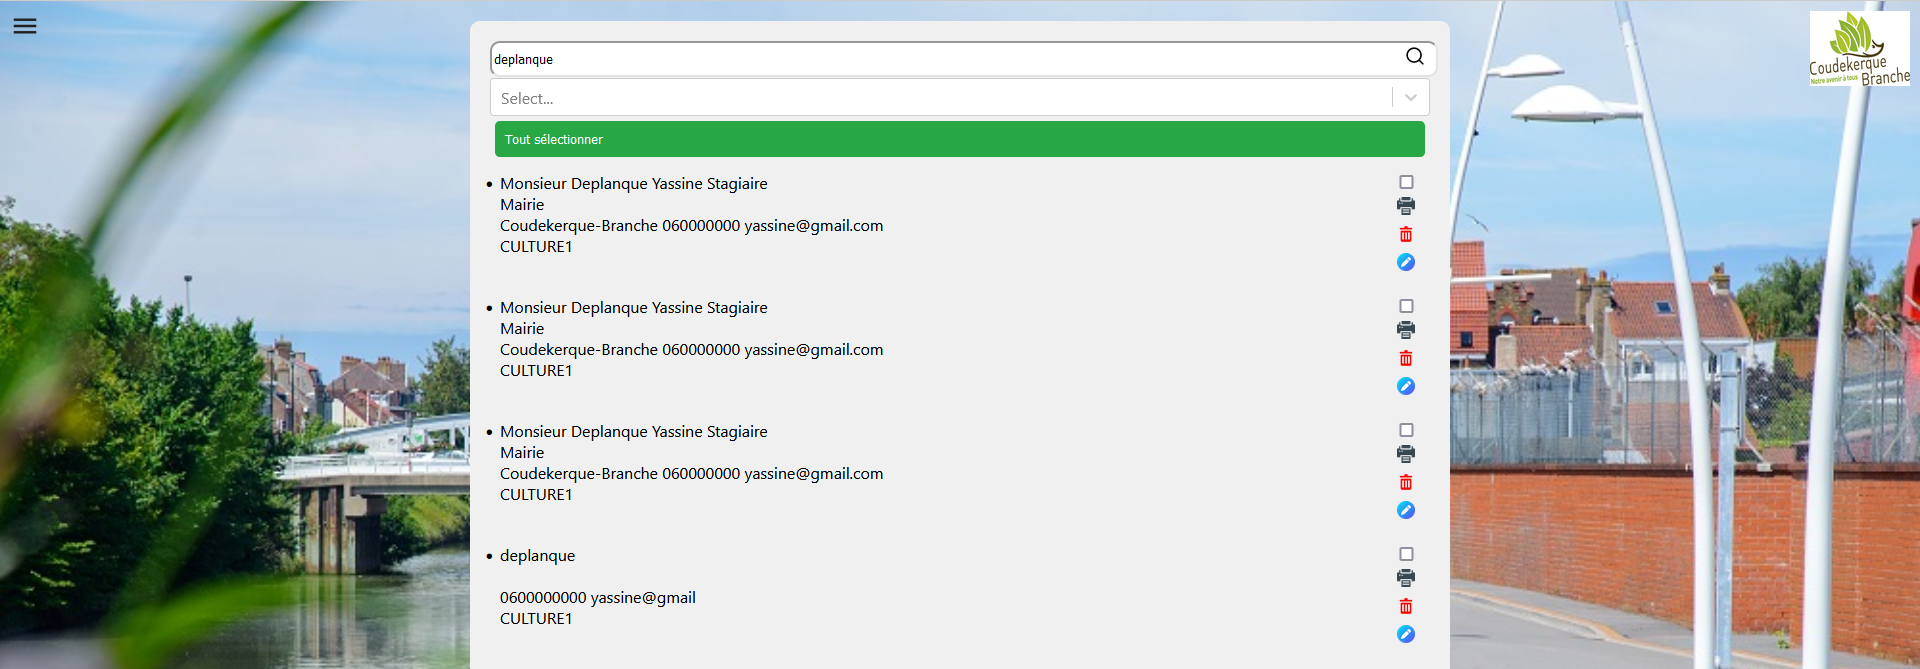 deplanque
Select...
Tout sélectionner
Monsieur Deplanque Yassine Stagiaire
Mairie
Coudekerque-Branche 060000000 yassine@gmail.com
CULTURE1
Monsieur Deplanque Yassine Stagiaire
Mairie
Coudekerque-Branche 060000000 yassine@gmail.com
CULTURE1
Monsieur Deplanque Yassine Stagiaire
Mairie
Coudekerque-Branche 060000000 yassine@gmail.com
CULTURE1
deplanque
0600000000 yassine@gmail
CULTURE1
Coudekerque
Notre avenir à tous Branche